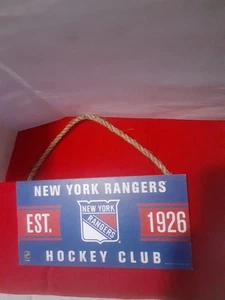 NEW YORK RANGERS
NEW YORK
RANGERS
EST. 1926
HOCKEY CLUB